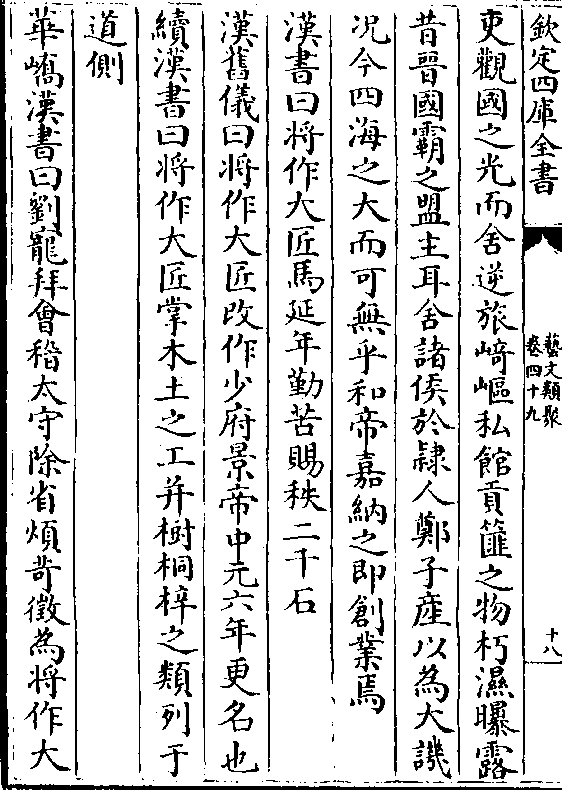 欽定四庫全書
藝文類聚
卷四十九
十八
吏觀國之光而舍逆旅﨑嶇私館貢篚之物朽濕曝露
昔晉國霸之盟主耳舍諸侯於隸人鄭子產以為大譏
况今四海之大而可無乎和帝嘉納之即創業焉
漢書曰將作大匠馬延年勤苦賜秩二千石
漢舊儀曰將作大匠改作少府景帝中元六年更名也
續漢書曰將作大匠掌木土之工并樹桐梓之類列于
道側
華嶠漢書曰劉寵拜會稽太守除省煩苛徵為將作大